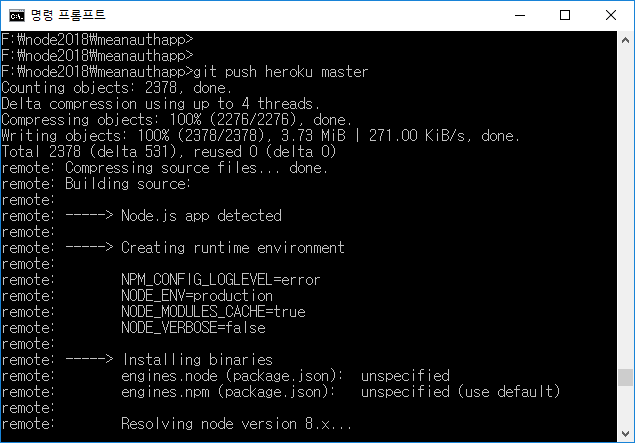 명령 프롬프트
F:\node2018\meanauthapp>
F:\node2018\meanauthapp>
F:\node2018\meanauthapp>git push heroku master
Counting objects: 2378, done.
Delta compression using up to 4 threads.
Compressing objects: 100% (2276/2276), done.
Writing objects: 100% (2378/2378), 3.73 MiB | 271.00 KiB/s, done.
Total 2378 (delta 531), reused 0 (delta 0)
remote: Compressing source files... done.
remote: Building source:
remote:
remote: -----> Node.js app detected
remote:
remote: -----> Creating runtime environment
remote:
remote:        NPM_CONFIG_LOGLEVEL=error
remote:        NODE_ENV=production
remote:        NODE_MODULES_CACHE=true
remote:        NODE_VERBOSE=false
remote:
remote: -----> Installing binaries
remote:        engines.node (package.json):  unspecified
remote:        engines.npm (package.json):   unspecified (use default)
remote:
remote:        Resolving node version 8.x...